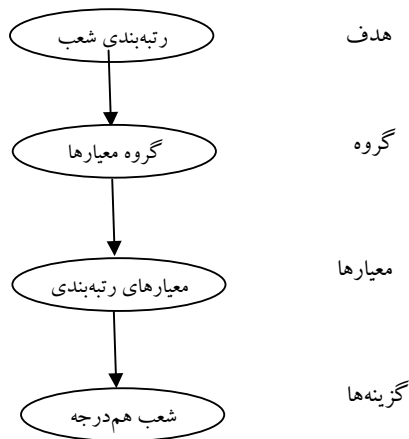 هدف
رتبه‌بندی شعب
گروه
گروه معیارها
معیارها
معیارهای رتبه‌بندی
گزینه‌ها
شعب هم‌درجه